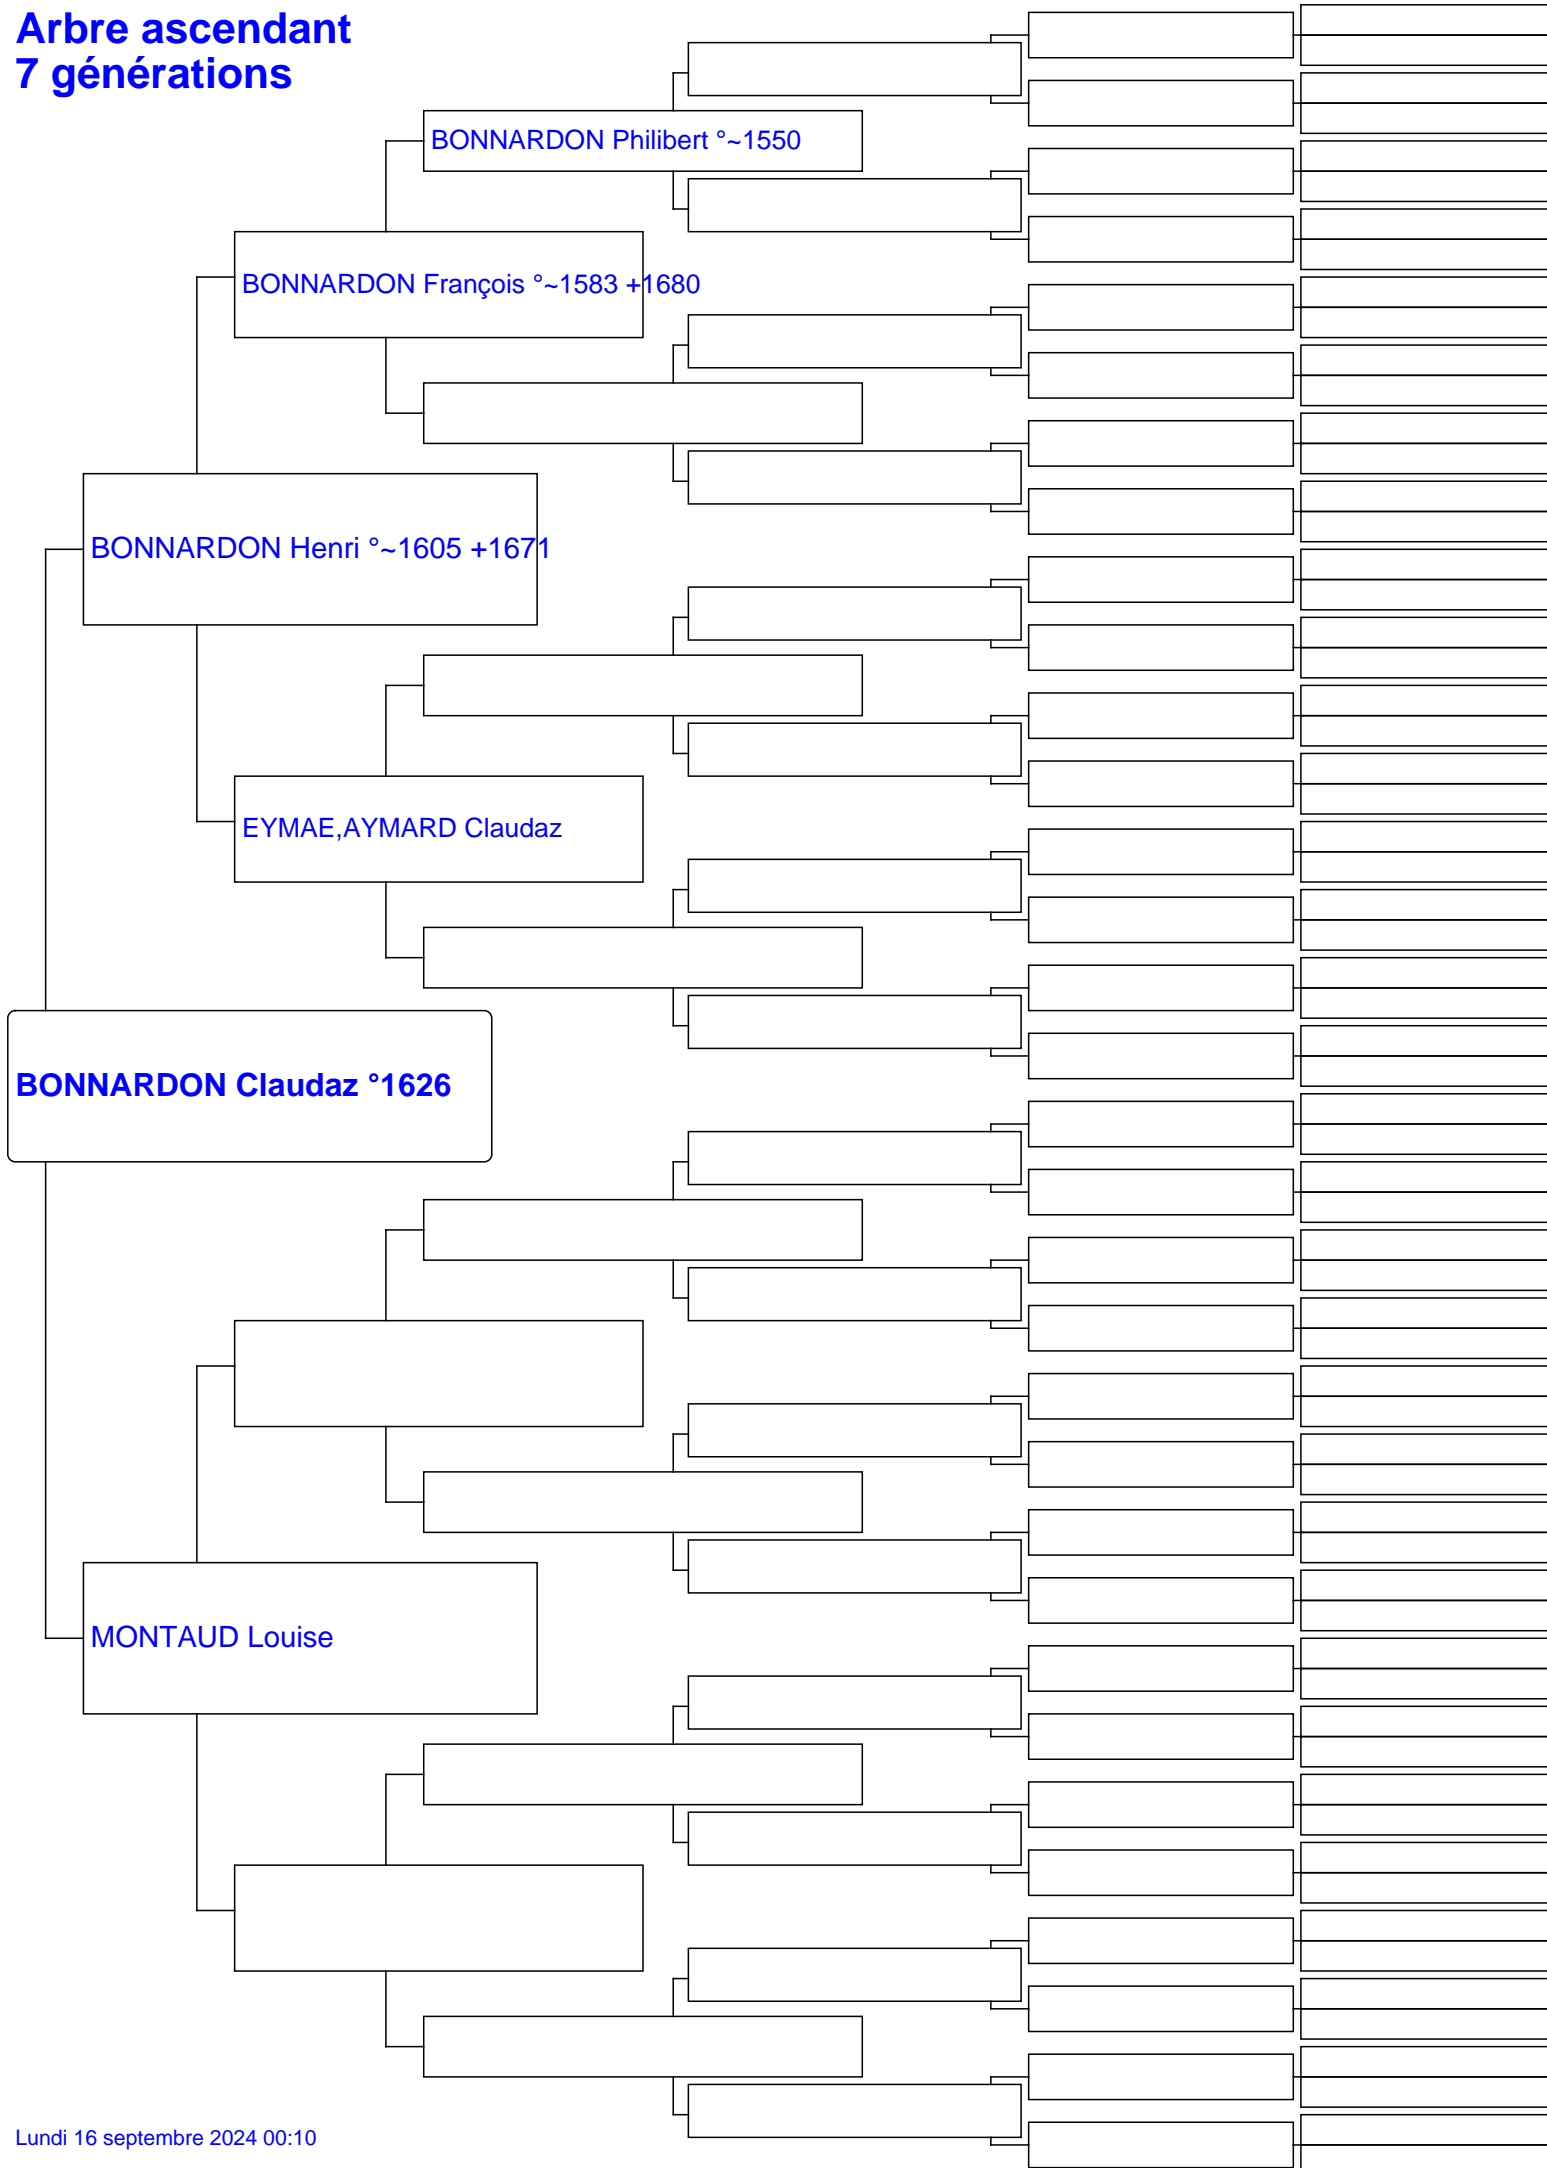 Arbre ascendant
7 générations
BONNARDON Philibert °~1550
BONNARDON François °~1583 +1680
BONNARDON Henri °~1605 +1671
EYMAE,AYMARD Claudaz
BONNARDON Claudaz °1626
MONTAUD Louise
Lundi 16 septembre 2024 00:10